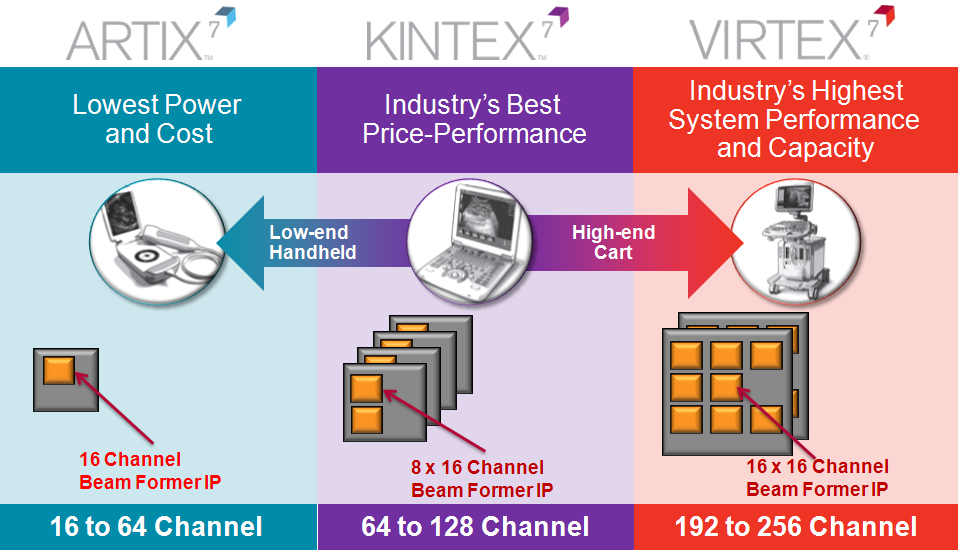 ARTIX 7™
KINTEX 7™
VIRTEX 7®
Lowest Power
and Cost
Industry's Best
Price-Performance
Industry's Highest
System Performance
and Capacity
Low-end
Handheld
High-end
Cart
16 Channel
Beam Former IP
8 x 16 Channel
Beam Former IP
16 x 16 Channel
Beam Former IP
16 to 64 Channel
64 to 128 Channel
192 to 256 Channel